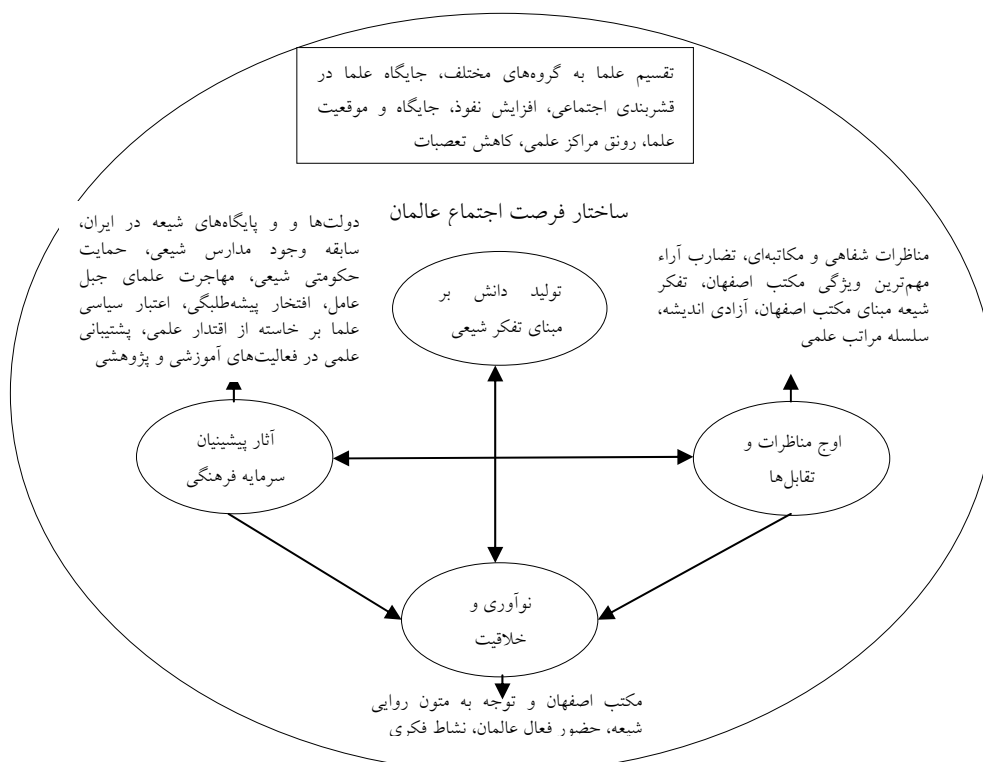 تقسیم علما به گروه‌های مختلف، جایگاه علما در
قشربندی اجتماعی، افزایش نفوذ، جایگاه و موقعیت
علما، رونق مراکز علمی، کاهش تعصبات
ساختار فرصت اجتماع عالمان
دولت‌ها و و پایگاه‌های شیعه در ایران،
سابقه وجود مدارس شیعی، حمایت
حکومتی شیعی، مهاجرت علمای جبل
عامل، افتخار پیشه‌طلبگی، اعتبار سیاسی
علما بر خاسته از اقتدار علمی، پشتیبانی
علمی در فعالیت‌های آموزشی و پژوهشی
مناظرات شفاهی و مکاتبه‌ای، تضارب آراء
مهم‌ترین ویژگی مکتب اصفهان، تفکر
شیعه مبنای مکتب اصفهان، آزادی اندیشه،
سلسله مراتب علمی
تولید دانش بر
مبنای تفکر شیعی
اوج مناظرات و
تقابل‌ها
آثار پیشینیان
سرمایه فرهنگی
نوآوری و
خلاقیت
مکتب اصفهان و توجه به متون روایی
شیعه، حضور فعال عالمان، نشاط فکری